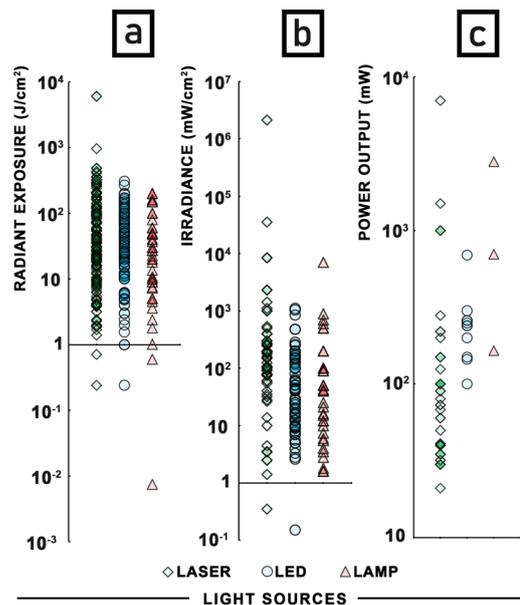 a
b
c
RADIANT EXPOSURE (J/cm²)
10⁴
10³
10²
10
1
10⁻¹
10⁻²
10⁻³
IRRADIANCE (mW/cm²)
10⁷
10⁶
10⁵
10⁴
10³
10²
10
1
10⁻¹
POWER OUTPUT (mW)
10⁴
10³
10²
10
LASER LED LAMP
LIGHT SOURCES